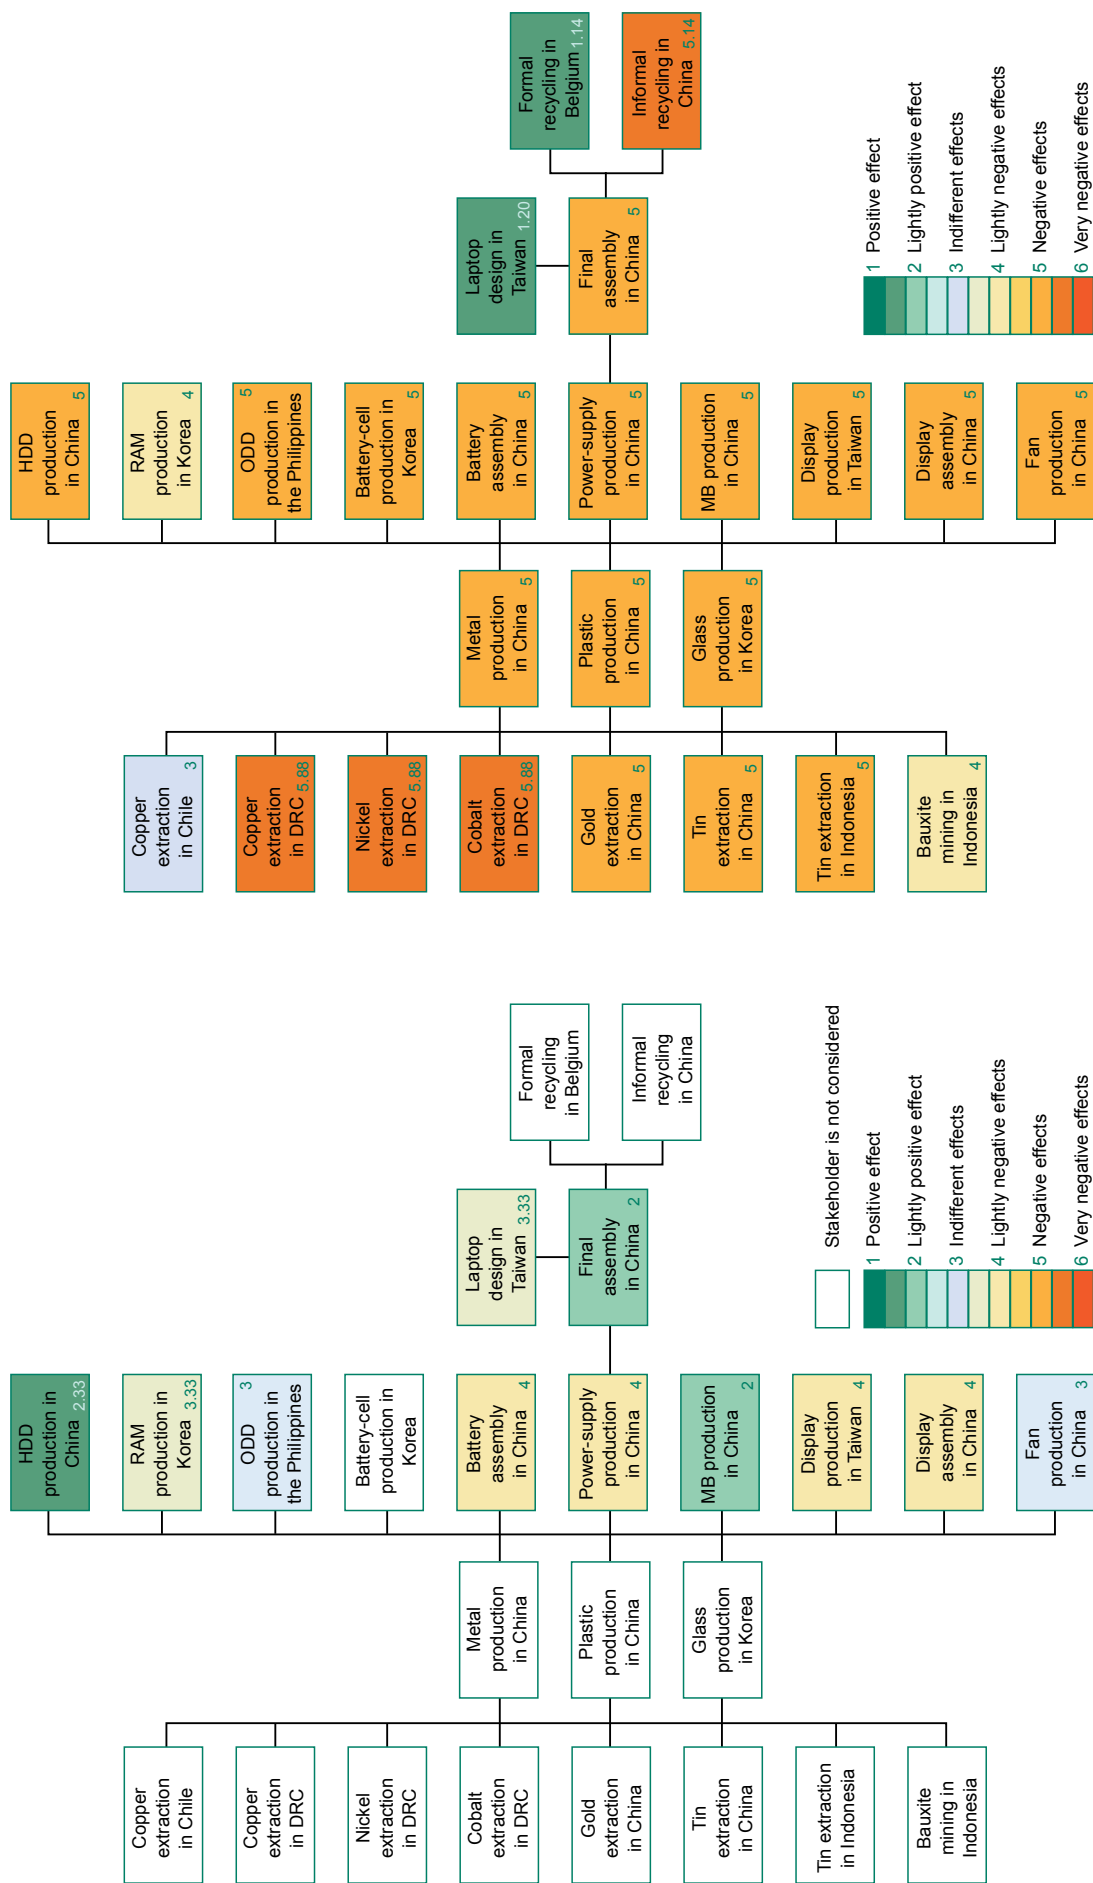 Copper
extraction
in Chile
Copper
extraction
in DRC
Nickel
extraction
in DRC
Cobalt
extraction
in DRC
Gold
extraction
in China
Tin
extraction
in China
Tin extraction
in Indonesia
Bauxite
mining in
Indonesia
Metal
production
in China
Plastic
production
in China
Glass
production
in Korea
HDD
production in
China 2.33
RAM
production in
Korea 3.33
3
ODD
production in
the Philippines
Battery-cell
production in
Korea
Battery
assembly
in China 4
Power-supply
production
in China 4
MB production
in China 2
Display
production
in Taiwan 4
Display
assembly
in China 4
Fan
production
in China 3
Laptop
design in
Taiwan 3.33
Final
assembly
in China 2
Formal
recycling
in Belgium
Informal
recycling
in China
Stakeholder is not considered
1 Positive effect
2 Lightly positive effect
3 Indifferent effects
4 Lightly negative effects
5 Negative effects
6 Very negative effects
Copper
extraction
in Chile 3
Copper
extraction
in DRC 5.88
Nickel
extraction
in DRC 5.88
Cobalt
extraction
in DRC 5.88
Gold
extraction
in China 5
Tin
extraction
in China 5
Tin extraction
in Indonesia 5
Bauxite
mining in
Indonesia 4
Metal
production
in China 5
Plastic
production
in China 5
Glass
production
in Korea 5
HDD
production
in China 5
RAM
production
in Korea 4
5
ODD
production in
the Philippines
Battery-cell
production in
Korea 5
Battery
assembly
in China 5
Power-supply
production
in China 5
MB production
in China 5
Display
production
in Taiwan 5
Display
assembly
in China 5
Fan
production
in China 5
Laptop
design in
Taiwan 1.20
Final
assembly
in China 5
Formal
recycling in
Belgium 1.14
Informal
recycling in
China 5.14
1 Positive effect
2 Lightly positive effect
3 Indifferent effects
4 Lightly negative effects
5 Negative effects
6 Very negative effects